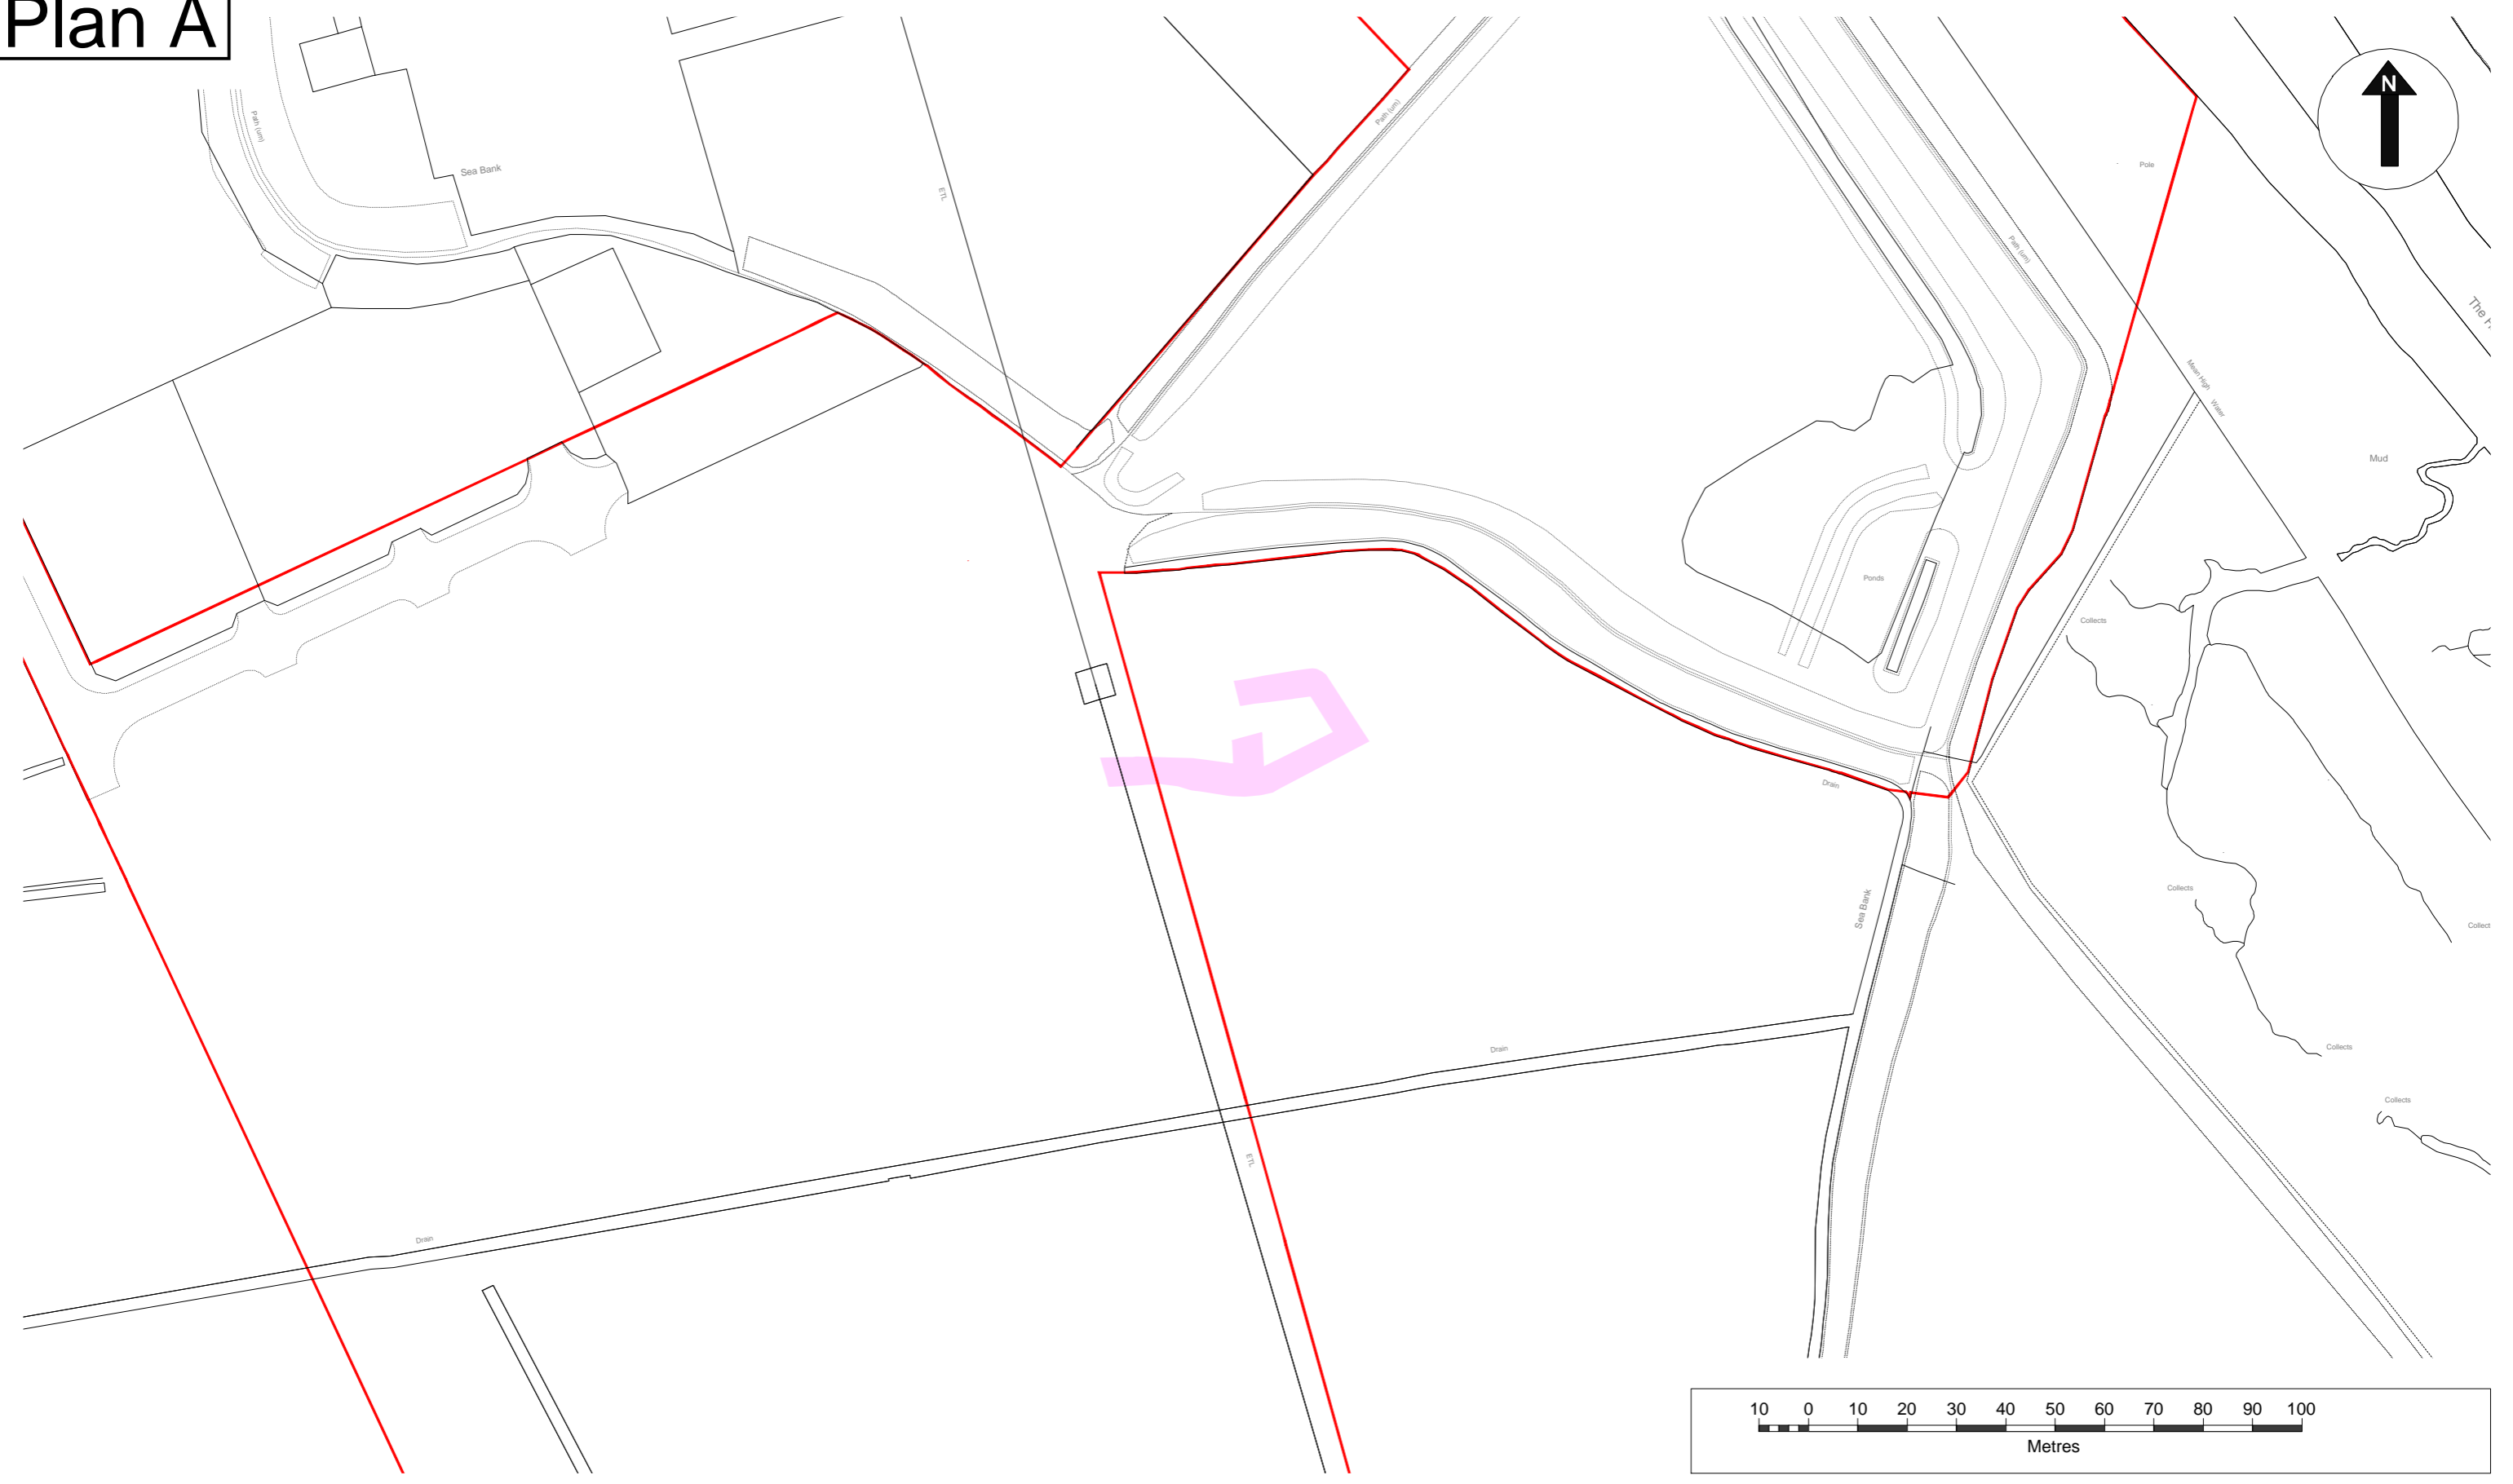 Plan A
N
Path (um)
Sea Bank
Path (um)
ETL
Pole
Path (um)
Mean High
Water
Mud
Ponds
Collects
Drain
Sea Bank
Collects
Drain
Collects
Collects
ETL
Drain
10 0 10 20 30 40 50 60 70 80 90 100
Metres